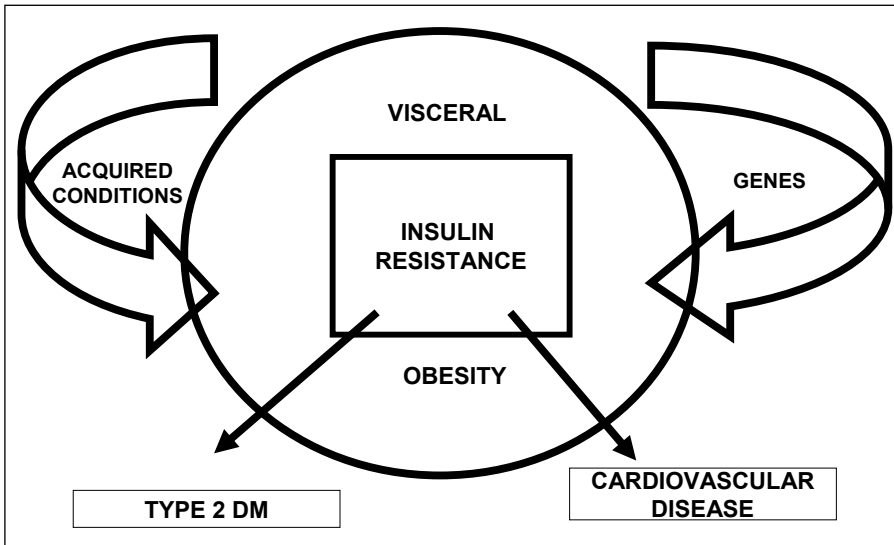 VISCERAL
ACQUIRED
CONDITIONS
GENES
INSULIN
RESISTANCE
OBESITY
TYPE 2 DM
CARDIOVASCULAR
DISEASE